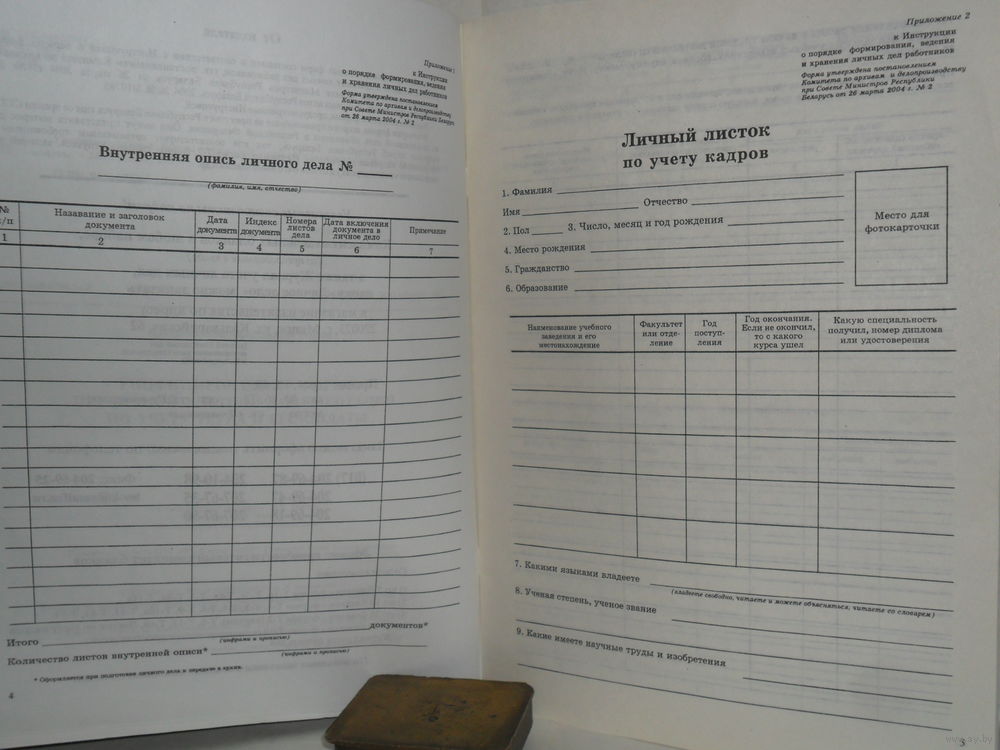 Приложение
к Инструкции
о порядке формирования, ведения
и хранения личных дел работников
Форма утверждена постановлением
Комитета по архивам и делопроизводству
при Совете Министров Республики Беларусь
от 26 марта 2004 г. № 2
Внутренняя опись личного дела №
(фамилия, имя, отчество)
№
п/п
Название и заголовок
документа
Дата
документа
Индекс
документа
Номера
листов
дела
Дата включения
документа в
личное дело
Примечание
1 2 3 4 5 6 7
документов*
Итого
(цифрами и прописью)
Количество листов внутренней описи*
(цифрами и прописью)
* Оформляется при подготовке личного дела к передаче в архив.
4
Приложение 2
к Инструкции
о порядке формирования, ведения
и хранения личных дел работников
Форма утверждена постановлением
Комитета по архивам и делопроизводству
при Совете Министров Республики
Беларусь от 26 марта 2004 г. № 2
Личный листок
по учету кадров
1. Фамилия
Имя Отчество
2. Пол 3. Число, месяц и год рождения
4. Место рождения
5. Гражданство
6. Образование
Место для
фотокарточки
Наименование учебного
заведения и его
местонахождение
Факультет
или отде-
ление
Год
поступ-
ления
Год окончания.
Если не окончил,
то с какого
курса ушел
Какую специальность
получил, номер диплома
или удостоверения
7. Какими языками владеете
(владеете свободно, читаете и можете объясняться, читаете со словарем)
8. Ученая степень, ученое звание
9. Какие имеете научные труды и изобретения
www.ay.by